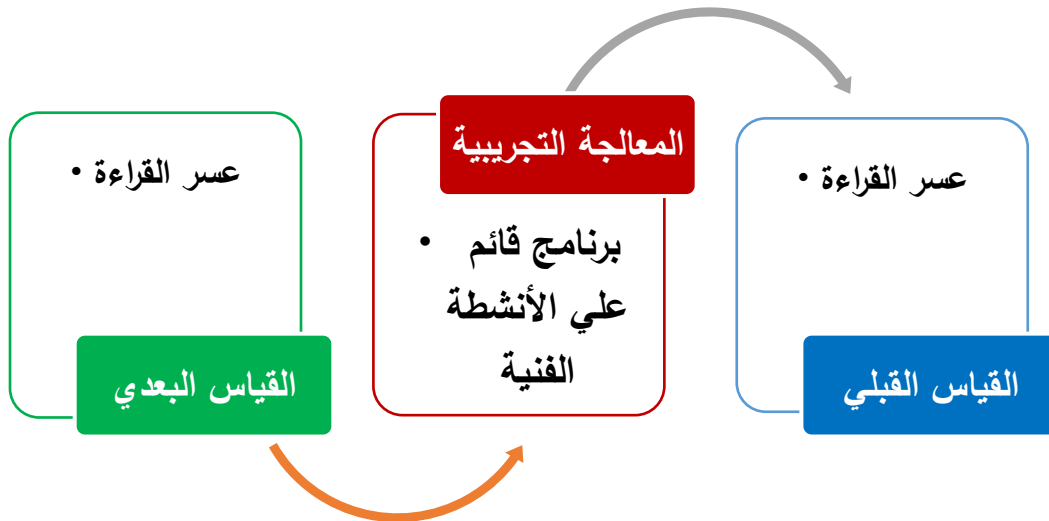 • عسر القراءة
القياس القبلي
المعالجة التجريبية
• برنامج قائم
علي الأنشطة
الفنية
• عسر القراءة
القياس البعدي